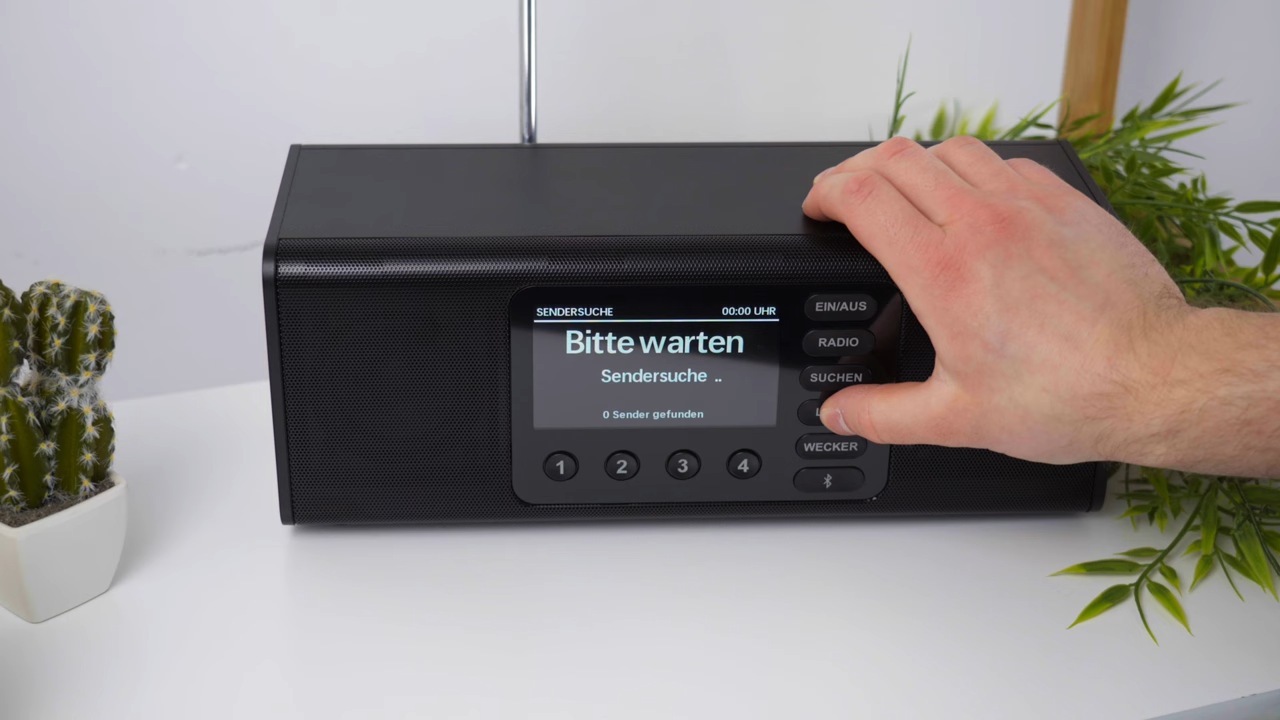 SENDERSUCHE 00:00 UHR
Bitte warten
Sendersuche ..
0 Sender gefunden
1 2 3 4
EIN/AUS
RADIO
SUCHEN
WECKER